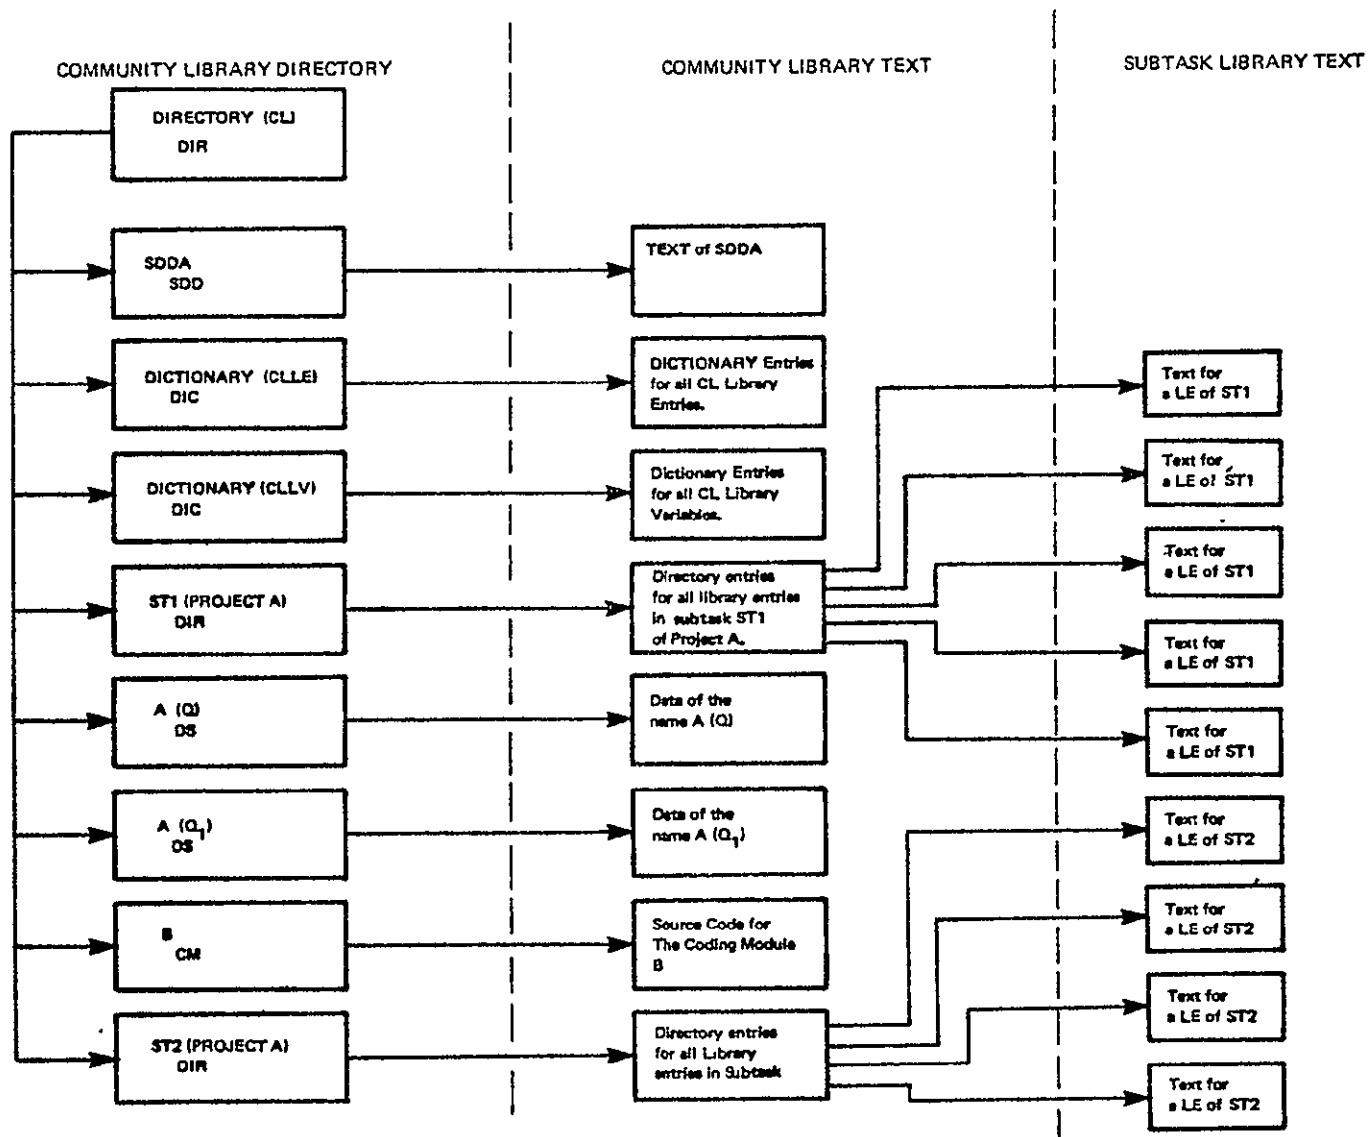 COMMUNITY LIBRARY DIRECTORY
COMMUNITY LIBRARY TEXT
SUBTASK LIBRARY TEXT
DIRECTORY (CL)
DIR
SDDA
SDD
TEXT of SDDA
DICTIONARY (CLLE)
DIC
DICTIONARY Entries
for all CL Library
Entries.
Text for
a LE of ST1
DICTIONARY (CLLV)
DIC
Dictionary Entries
for all CL Library
Variables.
Text for
a LE of ST1
ST1 (PROJECT A)
DIR
Directory entries
for all library entries
in subtask ST1
of Project A.
Text for
a LE of ST1
Text for
a LE of ST1
A (Q)
DS
Data of the
name A (Q)
Text for
a LE of ST1
A (Q₁)
DS
Data of the
name A (Q₁)
Text for
a LE of ST2
B
CM
Source Code for
The Coding Module
B
Text for
a LE of ST2
ST2 (PROJECT A)
DIR
Directory entries
for all Library
entries in Subtask
Text for
a LE of ST2
Text for
a LE of ST2